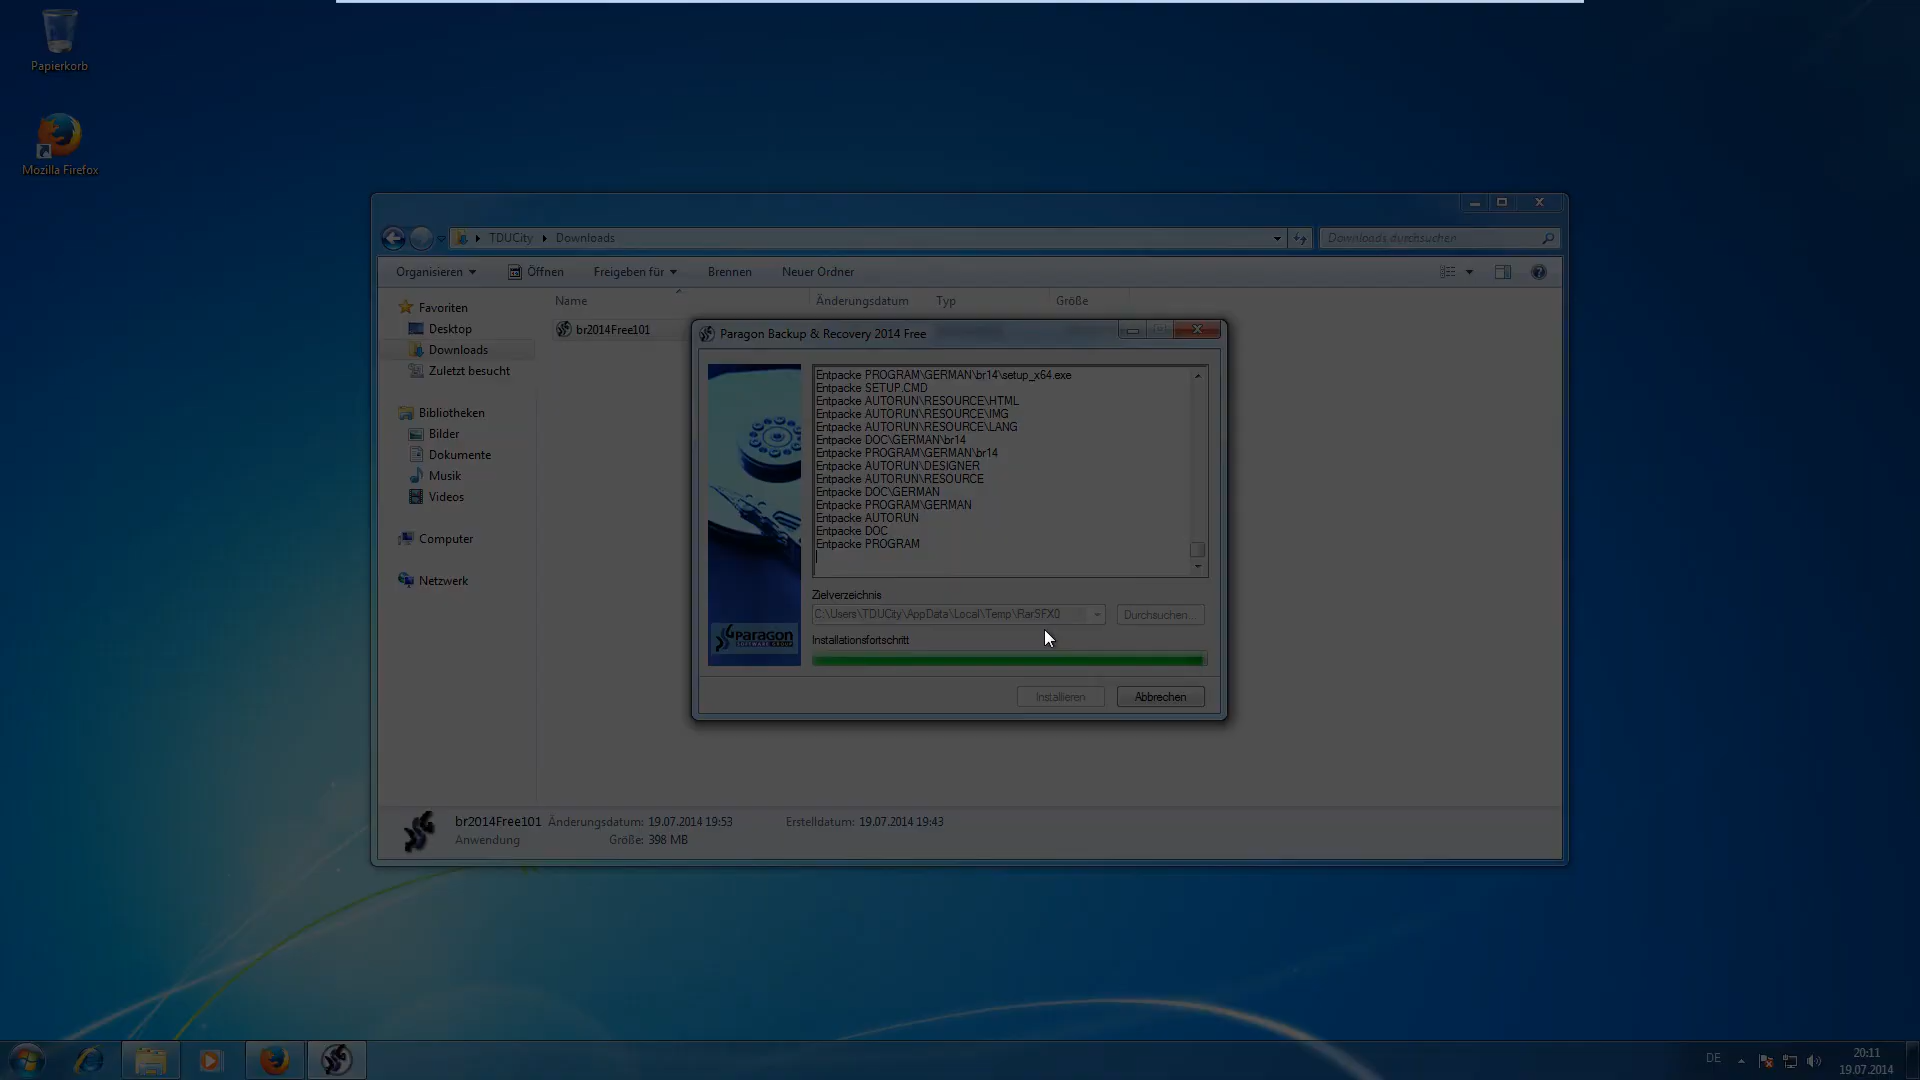 Papierkorb
Mozilla Firefox
TDUCity
Downloads
Downloads durchsuchen
Organisieren
Öffnen
Freigeben für
Brennen
Neuer Ordner
Favoriten
Desktop
Downloads
Zuletzt besucht
Bibliotheken
Bilder
Dokumente
Musik
Videos
Computer
Netzwerk
Name
Änderungsdatum
Typ
Größe
br2014Free101
Paragon Backup & Recovery 2014 Free
Entpacke PROGRAM\GERMAN\br14\setup_x64.exe
Entpacke SETUP.CMD
Entpacke AUTORUN\RESOURCE\HTML
Entpacke AUTORUN\RESOURCE\IMG
Entpacke AUTORUN\RESOURCE\LANG
Entpacke DOC\GERMAN\br14
Entpacke PROGRAM\GERMAN\br14
Entpacke AUTORUN\DESIGNER
Entpacke AUTORUN\RESOURCE
Entpacke DOC\GERMAN
Entpacke PROGRAM\GERMAN
Entpacke AUTORUN
Entpacke DOC
Entpacke PROGRAM
Paragon
SOFTWARE GROUP
Zielverzeichnis
C:\Users\TDUCity\AppData\Local\Temp\RarSFX0
Durchsuchen...
Installationsfortschritt
Installieren
Abbrechen
br2014Free101 Änderungsdatum: 19.07.2014 19:53 Erstelldatum: 19.07.2014 19:43
Anwendung Größe: 398 MB
DE
20:11
19.07.2014